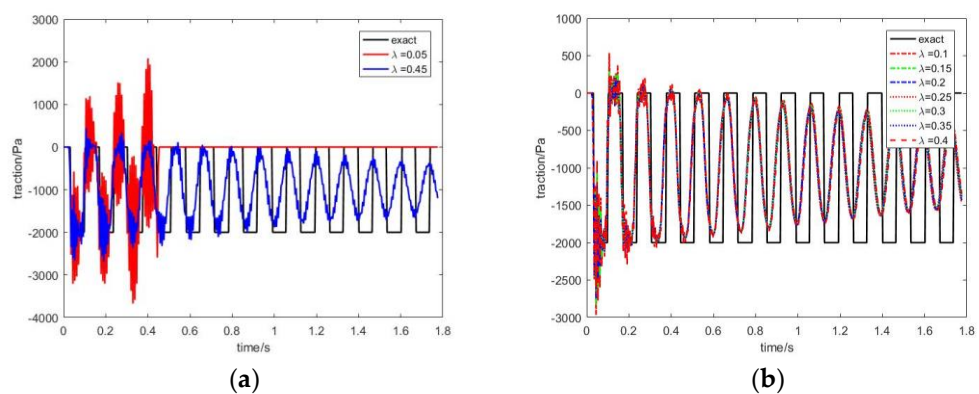 3000
2000
1000
0
-1000
-2000
-3000
-4000
traction/Pa
0 0.2 0.4 0.6 0.8 1 1.2 1.4 1.6 1.8
time/s
exact
λ =0.05
λ =0.45
(a)
1000
500
0
-500
-1000
-1500
-2000
-2500
-3000
traction/Pa
0 0.2 0.4 0.6 0.8 1 1.2 1.4 1.6 1.8
time/s
exact
λ =0.1
λ =0.15
λ =0.2
λ =0.25
λ =0.3
λ =0.35
λ =0.4
(b)